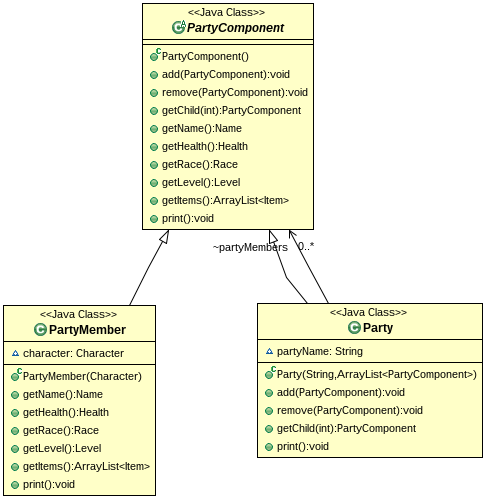 <<Java Class>>
PartyComponent
PartyComponent()
add(PartyComponent):void
remove(PartyComponent):void
getChild(int):PartyComponent
getName():Name
getHealth():Health
getRace():Race
getLevel():Level
getItems():ArrayList<Item>
print():void
~partyMembers 0..*
<<Java Class>>
PartyMember
character: Character
PartyMember(Character)
getName():Name
getHealth():Health
getRace():Race
getLevel():Level
getItems():ArrayList<Item>
print():void
<<Java Class>>
Party
partyName: String
Party(String,ArrayList<PartyComponent>)
add(PartyComponent):void
remove(PartyComponent):void
getChild(int):PartyComponent
print():void